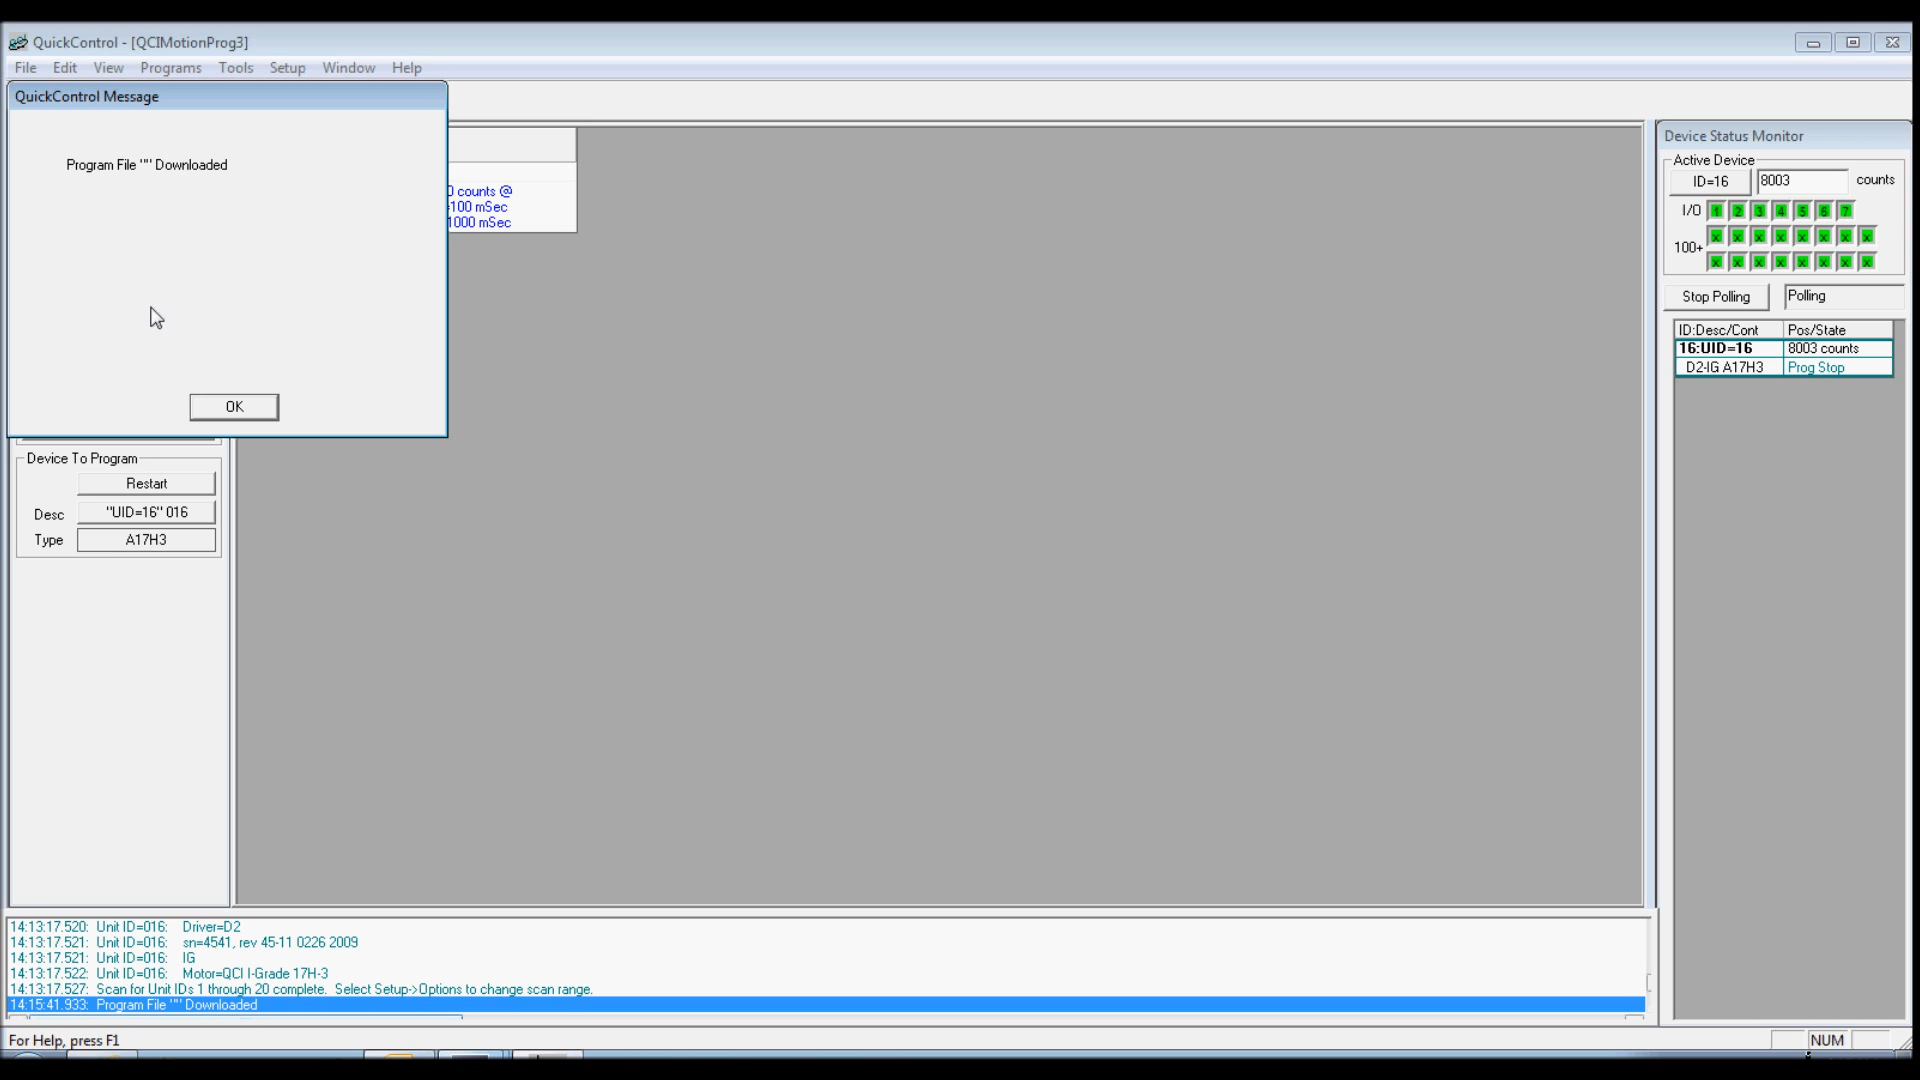 QuickControl - [QCIMotionProg3]
File Edit View Programs Tools Setup Window Help
QuickControl Message
Program File "" Downloaded
OK
counts @
100 mSec
1000 mSec
Device To Program
Restart
Desc "UID=16" 016
Type A17H3
Device Status Monitor
Active Device
ID=16 8003 counts
I/O 1 2 3 4 5 6 7
100+ x x x x x x x x
x x x x x x x x
Stop Polling Polling
ID:Desc/Cont Pos/State
16:UID=16 8003 counts
D2-IG A17H3 Prog Stop
14:13:17.520: Unit ID=016: Driver=D2
14:13:17.521: Unit ID=016: sn=4541, rev 45-11 0226 2009
14:13:17.521: Unit ID=016: IG
14:13:17.522: Unit ID=016: Motor=QCI I-Grade 17H-3
14:13:17.527: Scan for Unit IDs 1 through 20 complete. Select Setup->Options to change scan range.
14:15:41.933: Program File "" Downloaded
For Help, press F1
NUM